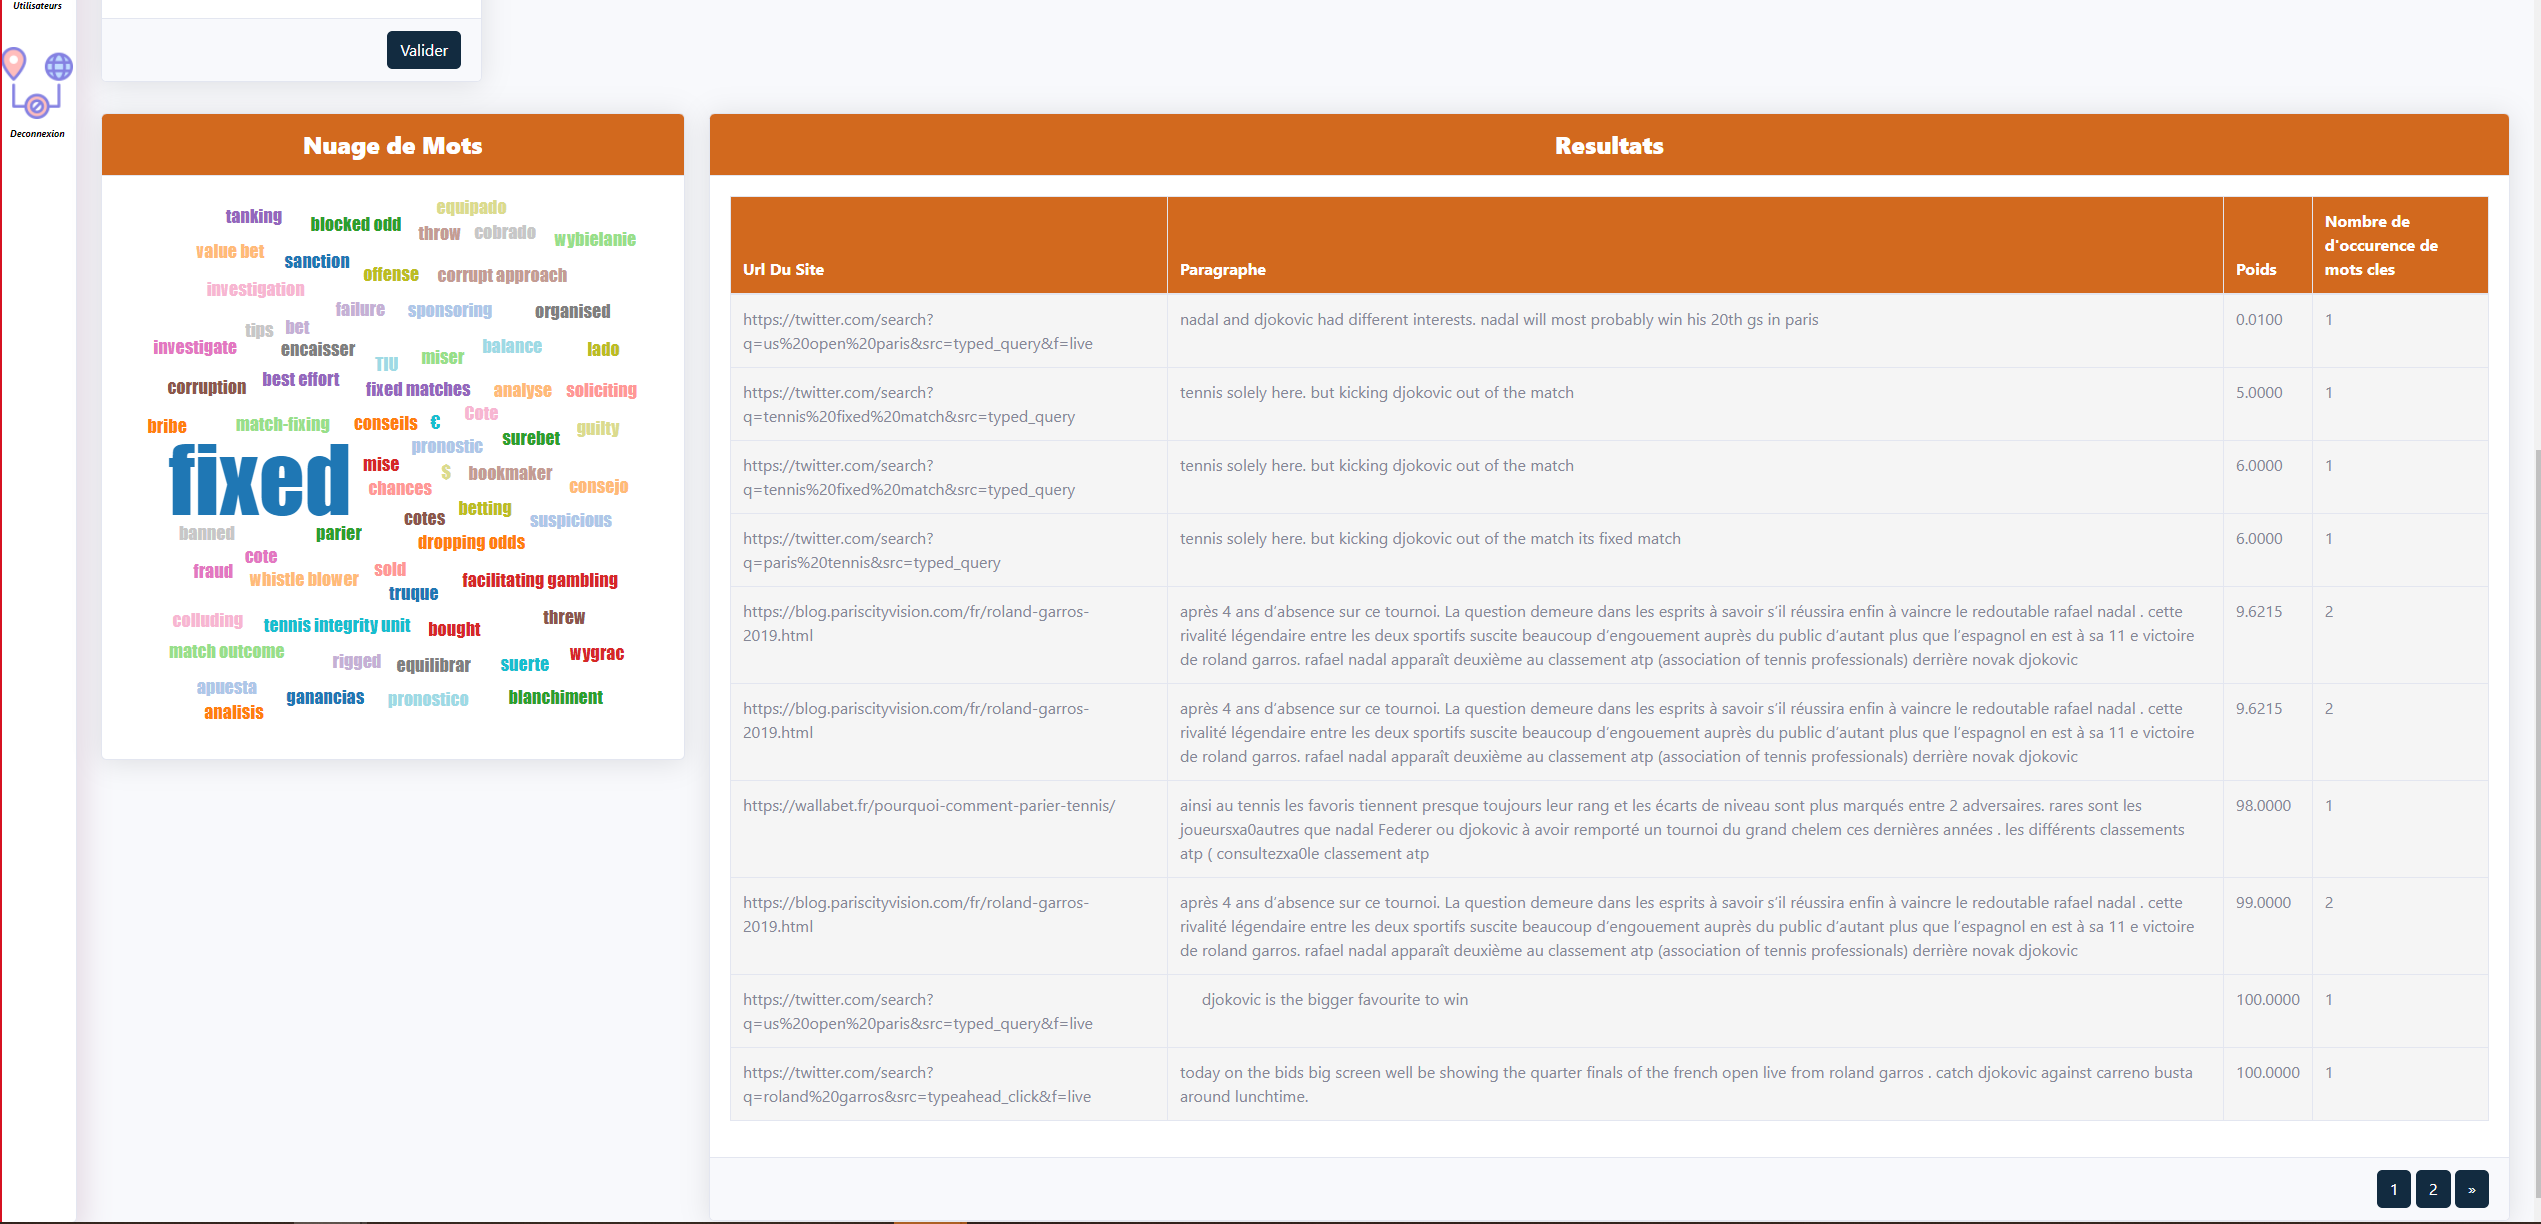 Utilisateurs
Valider
Deconnexion
Nuage de Mots
tanking
blocked odd
equipado
throw
cobrado
wybielanie
value bet
sanction
offense
corrupt approach
investigation
failure
sponsoring
organised
tips
bet
investigate
encaisser
TIU
miser
balance
lado
corruption
best effort
fixed matches
analyse
soliciting
bribe
match-fixing
conseils
€
Cote
pronostic
surebet
guilty
fixed
mise
$
bookmaker
chances
consejo
cotes
betting
suspicious
banned
parier
dropping odds
cote
fraud
whistle blower
sold
facilitating gambling
truque
colluding
tennis integrity unit
bought
threw
match outcome
rigged
equilibrar
suerte
wygrac
apuesta
ganancias
pronostico
blanchiment
analisis
Resultats
Url Du Site
Paragraphe
Poids
Nombre de
d'occurence de
mots cles
https://twitter.com/search?
q=us%20open%20paris&src=typed_query&f=live
nadal and djokovic had different interests. nadal will most probably win his 20th gs in paris
0.0100
1
https://twitter.com/search?
q=tennis%20fixed%20match&src=typed_query
tennis solely here. but kicking djokovic out of the match
5.0000
1
https://twitter.com/search?
q=tennis%20fixed%20match&src=typed_query
tennis solely here. but kicking djokovic out of the match
6.0000
1
https://twitter.com/search?
q=paris%20tennis&src=typed_query
tennis solely here. but kicking djokovic out of the match its fixed match
6.0000
1
https://blog.pariscityvision.com/fr/roland-garros-
2019.html
après 4 ans d’absence sur ce tournoi. La question demeure dans les esprits à savoir s’il réussira enfin à vaincre le redoutable rafael nadal . cette
rivalité légendaire entre les deux sportifs suscite beaucoup d’engouement auprès du public d’autant plus que l’espagnol en est à sa 11 e victoire
de roland garros. rafael nadal apparaît deuxième au classement atp (association of tennis professionals) derrière novak djokovic
9.6215
2
https://blog.pariscityvision.com/fr/roland-garros-
2019.html
après 4 ans d’absence sur ce tournoi. La question demeure dans les esprits à savoir s’il réussira enfin à vaincre le redoutable rafael nadal . cette
rivalité légendaire entre les deux sportifs suscite beaucoup d’engouement auprès du public d’autant plus que l’espagnol en est à sa 11 e victoire
de roland garros. rafael nadal apparaît deuxième au classement atp (association of tennis professionals) derrière novak djokovic
9.6215
2
https://wallabet.fr/pourquoi-comment-parier-tennis/
ainsi au tennis les favoris tiennent presque toujours leur rang et les écarts de niveau sont plus marqués entre 2 adversaires. rares sont les
joueursxa0autres que nadal Federer ou djokovic à avoir remporté un tournoi du grand chelem ces dernières années . les différents classements
atp ( consultezxa0le classement atp
98.0000
1
https://blog.pariscityvision.com/fr/roland-garros-
2019.html
après 4 ans d’absence sur ce tournoi. La question demeure dans les esprits à savoir s’il réussira enfin à vaincre le redoutable rafael nadal . cette
rivalité légendaire entre les deux sportifs suscite beaucoup d’engouement auprès du public d’autant plus que l’espagnol en est à sa 11 e victoire
de roland garros. rafael nadal apparaît deuxième au classement atp (association of tennis professionals) derrière novak djokovic
99.0000
2
https://twitter.com/search?
q=us%20open%20paris&src=typed_query&f=live
djokovic is the bigger favourite to win
100.0000
1
https://twitter.com/search?
q=roland%20garros&src=typeahead_click&f=live
today on the bids big screen well be showing the quarter finals of the french open live from roland garros . catch djokovic against carreno busta
around lunchtime.
100.0000
1
1
2
»